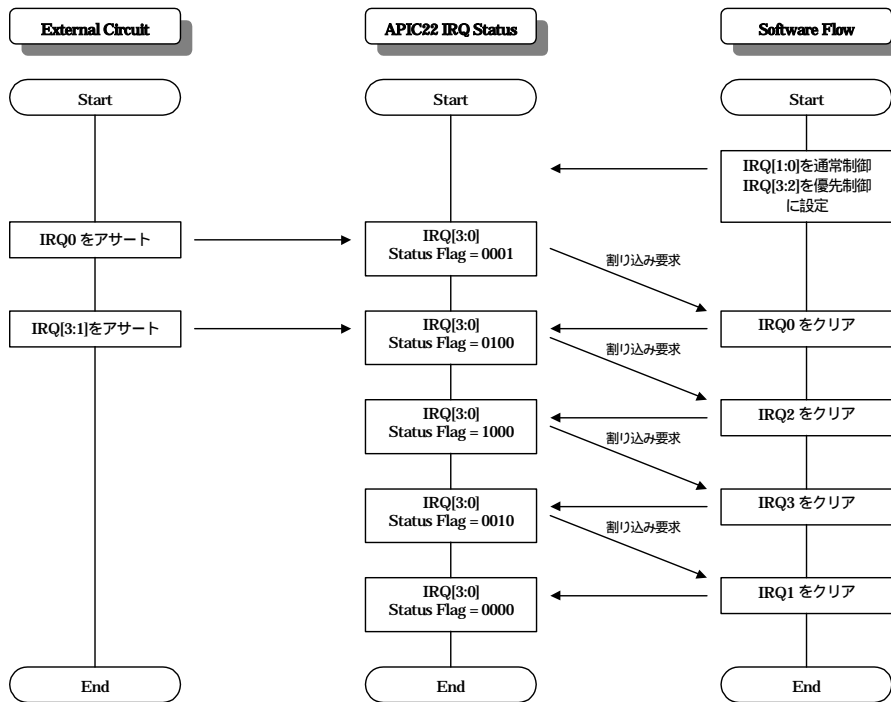 External Circuit
APIC22 IRQ Status
Software Flow
Start
Start
Start
IRQ[1:0]を通常制御
IRQ[3:2]を優先制御
に設定
IRQ0 をアサート
IRQ[3:0]
Status Flag = 0001
割り込み要求
IRQ[3:1]をアサート
IRQ[3:0]
Status Flag = 0100
IRQ0 をクリア
割り込み要求
IRQ[3:0]
Status Flag = 1000
IRQ2 をクリア
割り込み要求
IRQ[3:0]
Status Flag = 0010
IRQ3 をクリア
割り込み要求
IRQ[3:0]
Status Flag = 0000
IRQ1 をクリア
End
End
End